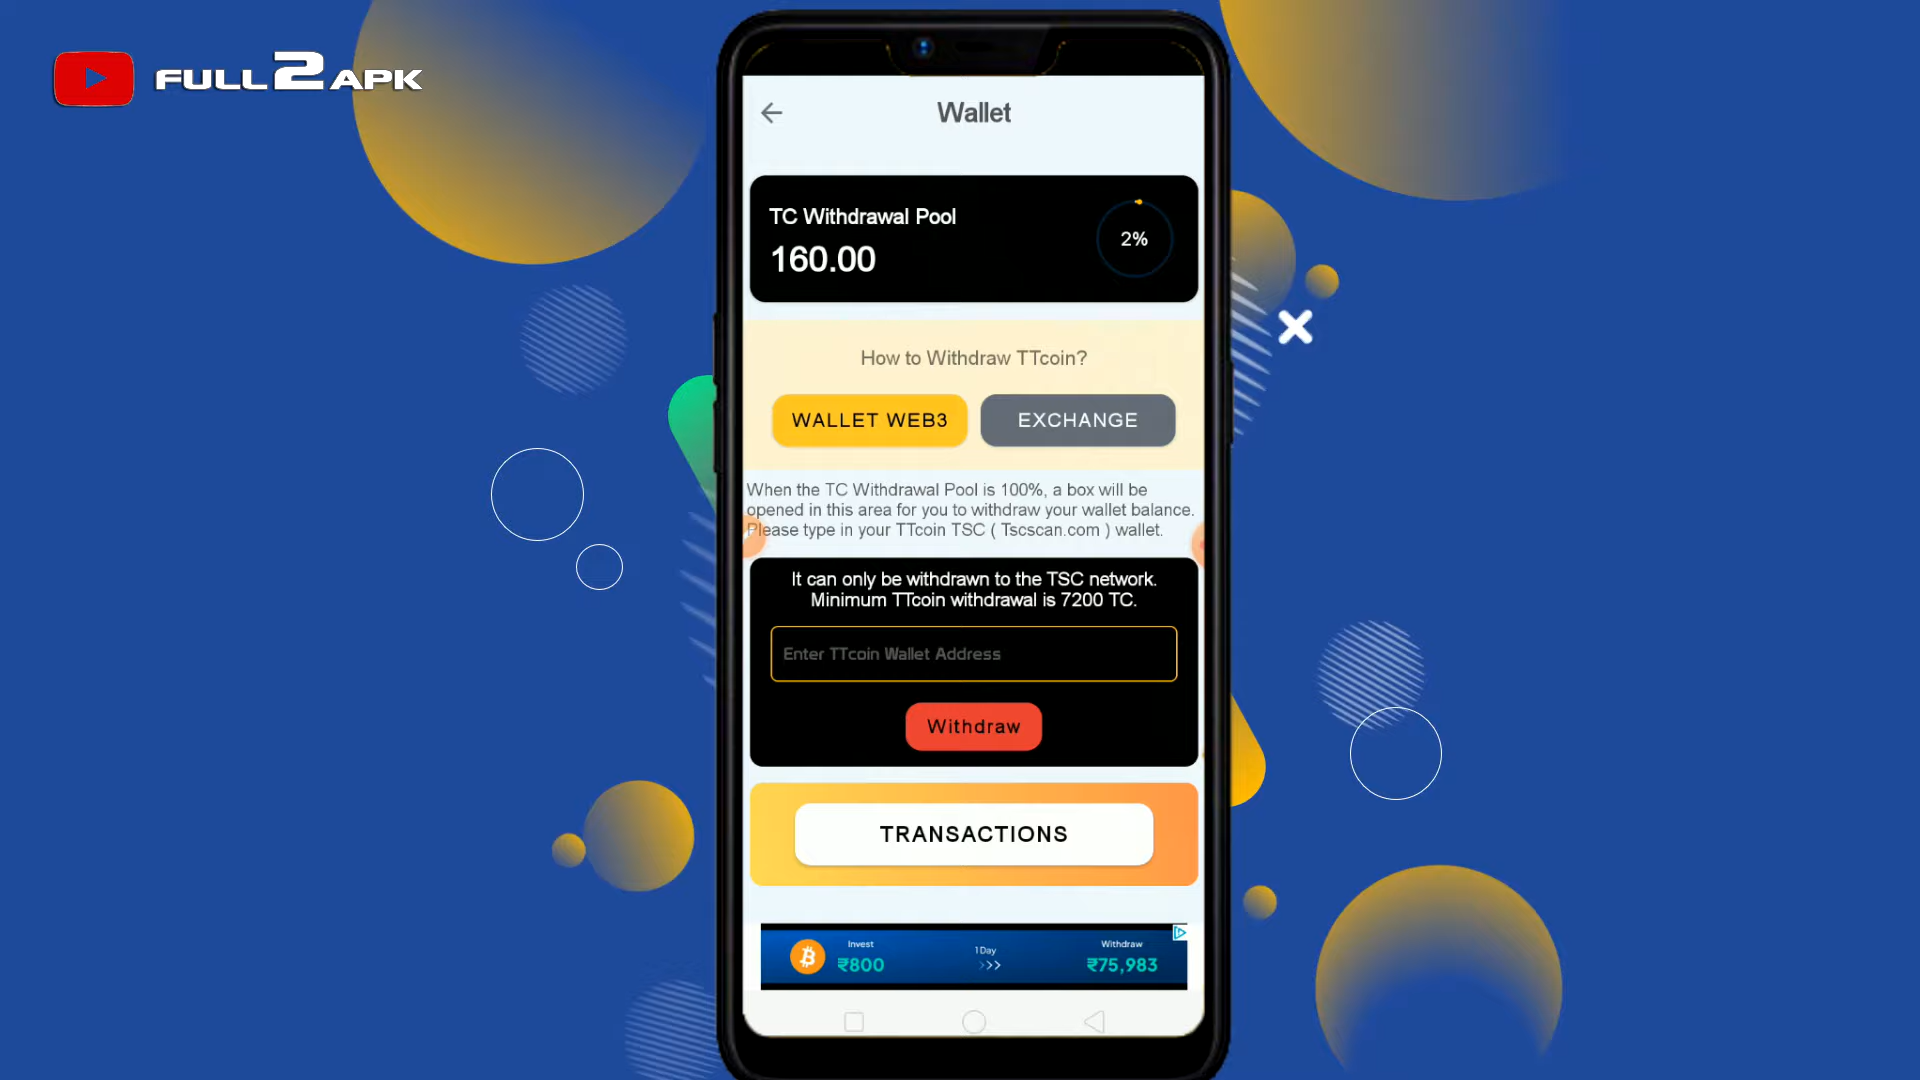 FULL2APK
Wallet
TC Withdrawal Pool
160.00
2%
How to Withdraw TTcoin?
WALLET WEB3
EXCHANGE
When the TC Withdrawal Pool is 100%, a box will be
opened in this area for you to withdraw your wallet balance.
Please type in your TTcoin TSC ( Tscscan.com ) wallet.
It can only be withdrawn to the TSC network.
Minimum TTcoin withdrawal is 7200 TC.
Enter TTcoin Wallet Address
Withdraw
TRANSACTIONS
Invest
₹800
1 Day
>>>
Withdraw
₹75,983